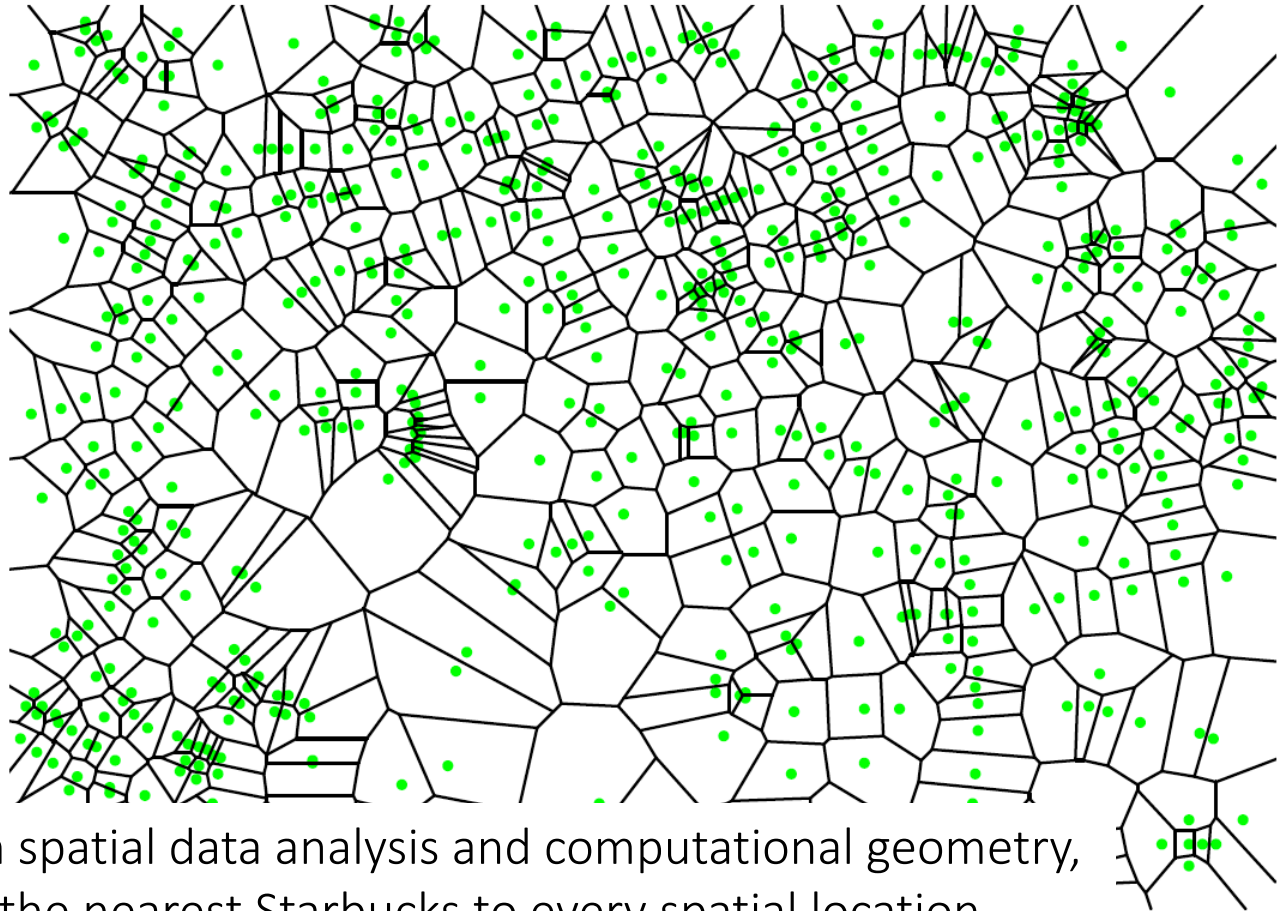 spatial data analysis and computational geometry,
the nearest Starbucks to every spatial location